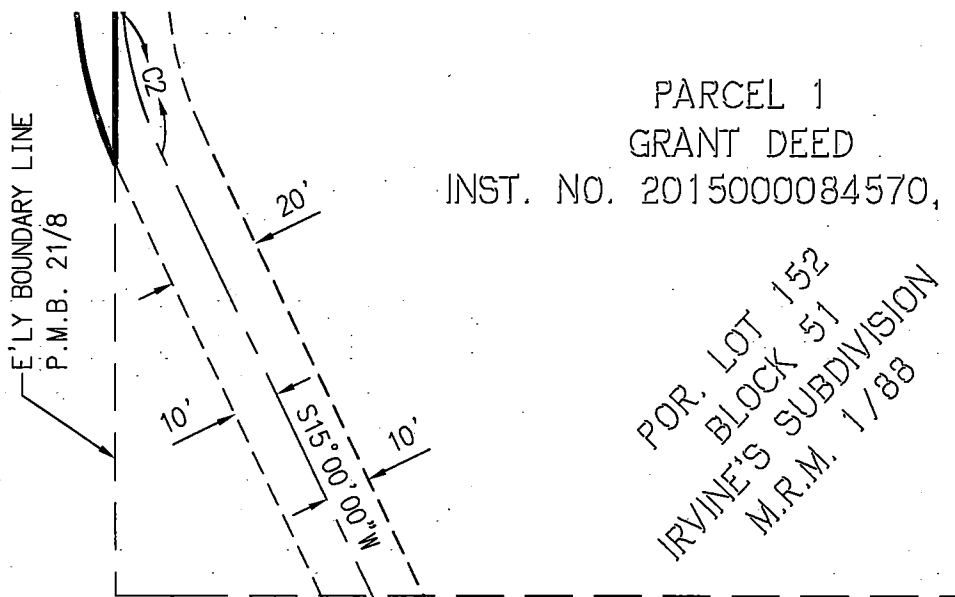 E'LY BOUNDARY LINE
P.M.B. 21/8
C2
20'
10'
S15°00'00"W
10'
PARCEL 1
GRANT DEED
INST. NO. 2015000084570,
POR. LOT 152
BLOCK 51
IRVINE'S SUBDIVISION
M.R.M. 1/88